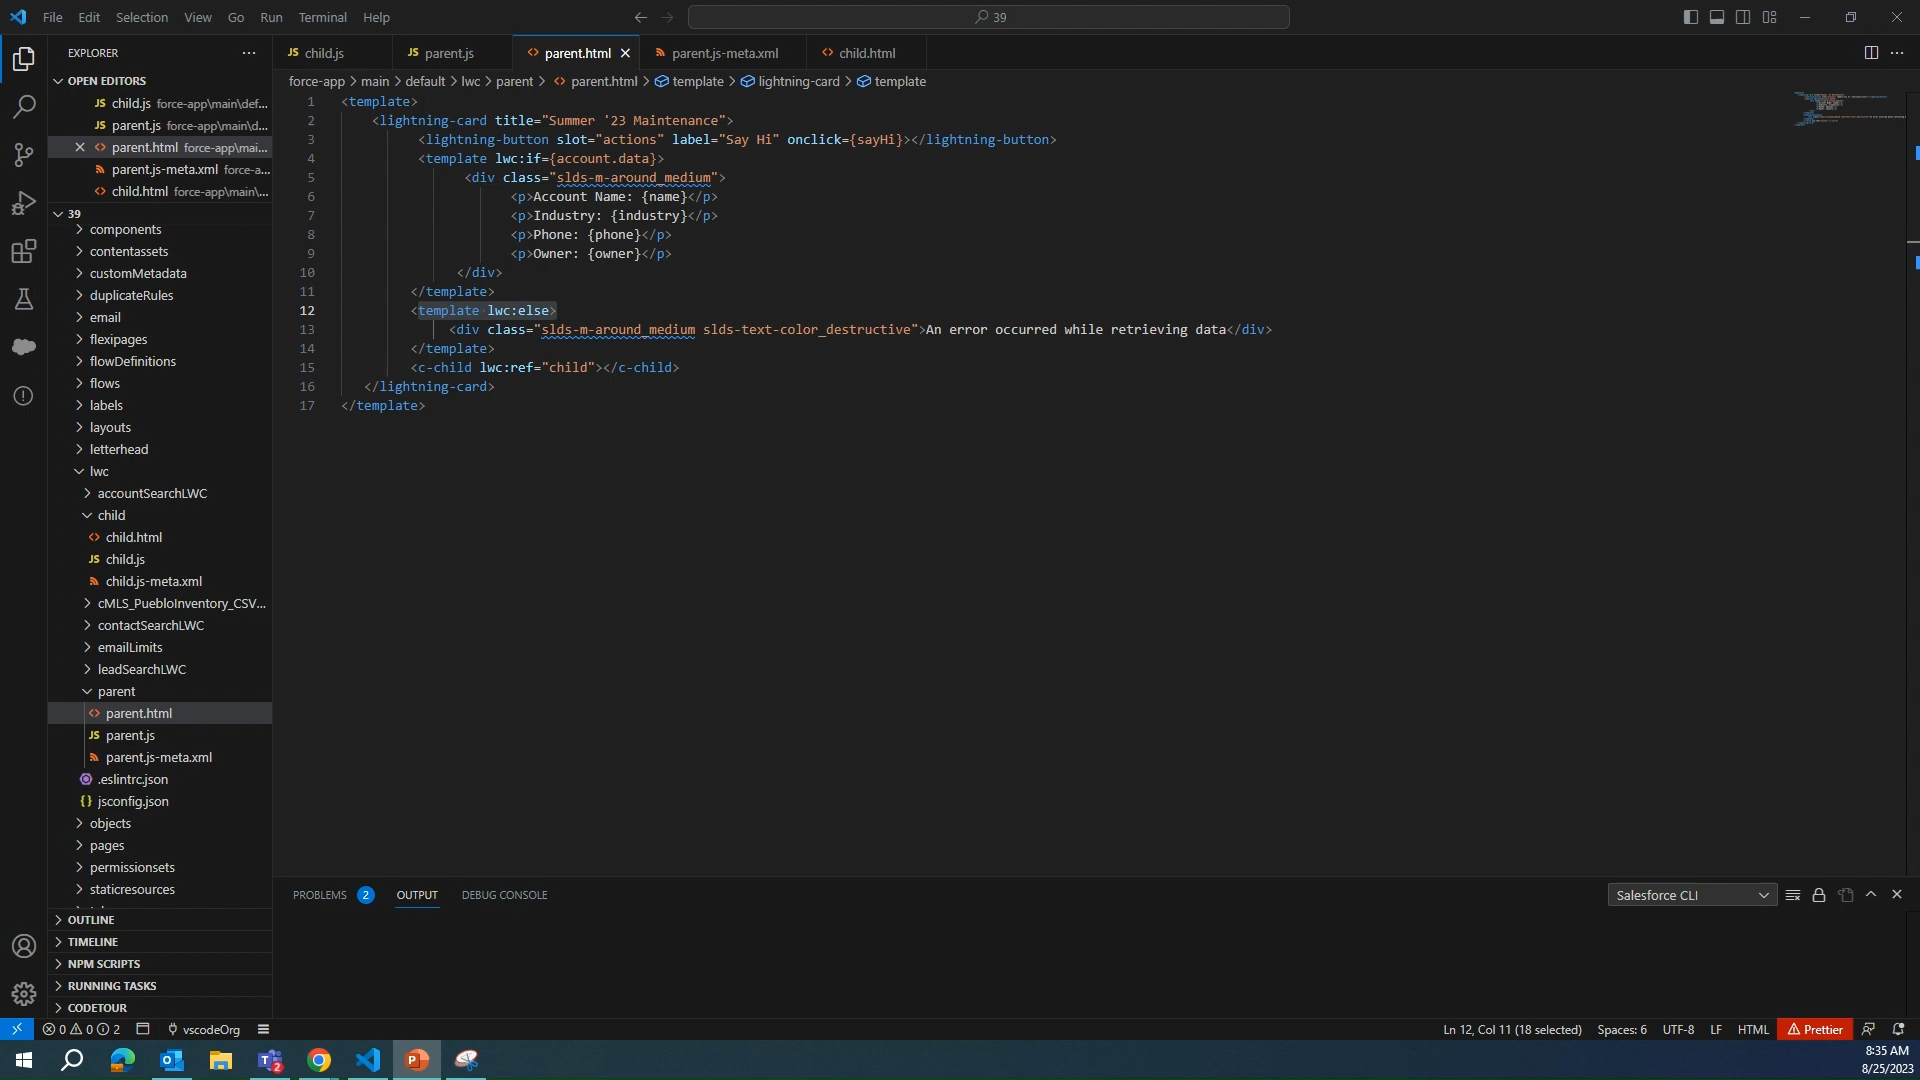 File Edit Selection View Go Run Terminal Help
39
EXPLORER
OPEN EDITORS
JS child.js force-app\main\def...
JS parent.js force-app\main\d...
parent.html force-app\mai...
parent.js-meta.xml force-a...
child.html force-app\main\...
39
components
contentassets
customMetadata
duplicateRules
email
flexipages
flowDefinitions
flows
labels
layouts
letterhead
lwc
accountSearchLWC
child
child.html
JS child.js
child.js-meta.xml
cMLS_PuebloInventory_CSV...
contactSearchLWC
emailLimits
leadSearchLWC
parent
parent.html
JS parent.js
parent.js-meta.xml
.eslintrc.json
{} jsconfig.json
objects
pages
permissionsets
staticresources
OUTLINE
TIMELINE
NPM SCRIPTS
RUNNING TASKS
CODETOUR
JS child.js
JS parent.js
parent.html
parent.js-meta.xml
child.html
force-app > main > default > lwc > parent > parent.html > template > lightning-card > template
1 <template>
2 <lightning-card title="Summer '23 Maintenance">
3 <lightning-button slot="actions" label="Say Hi" onclick={sayHi}></lightning-button>
4 <template lwc:if={account.data}>
5 <div class="slds-m-around_medium">
6 <p>Account Name: {name}</p>
7 <p>Industry: {industry}</p>
8 <p>Phone: {phone}</p>
9 <p>Owner: {owner}</p>
10 </div>
11 </template>
12 <template lwc:else>
13 <div class="slds-m-around_medium slds-text-color_destructive">An error occurred while retrieving data</div>
14 </template>
15 <c-child lwc:ref="child"></c-child>
16 </lightning-card>
17 </template>
PROBLEMS 2 OUTPUT DEBUG CONSOLE
Salesforce CLI
0 0 2 vscodeOrg
Ln 12, Col 11 (18 selected) Spaces: 6 UTF-8 LF HTML Prettier
8:35 AM
8/25/2023